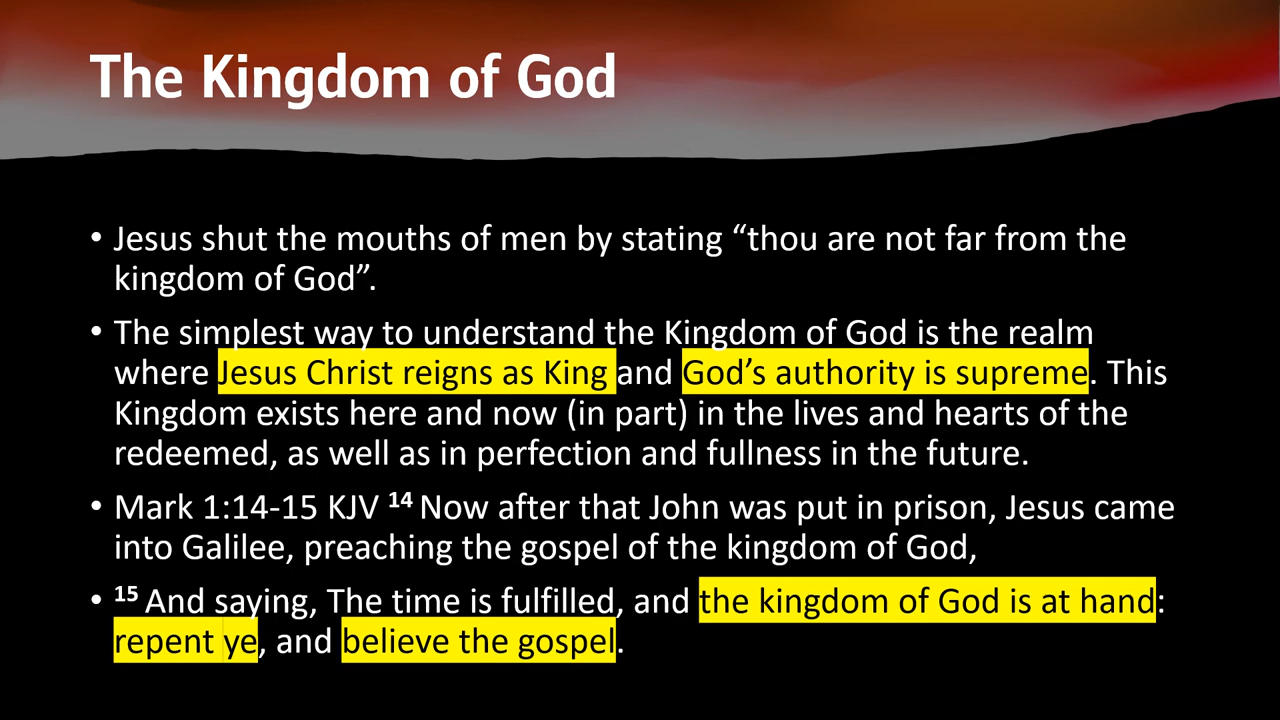 The Kingdom of God
• Jesus shut the mouths of men by stating “thou are not far from the
kingdom of God”.
• The simplest way to understand the Kingdom of God is the realm
where Jesus Christ reigns as King and God’s authority is supreme. This
Kingdom exists here and now (in part) in the lives and hearts of the
redeemed, as well as in perfection and fullness in the future.
• Mark 1:14-15 KJV 14 Now after that John was put in prison, Jesus came
into Galilee, preaching the gospel of the kingdom of God,
• 15 And saying, The time is fulfilled, and the kingdom of God is at hand:
repent ye, and believe the gospel.